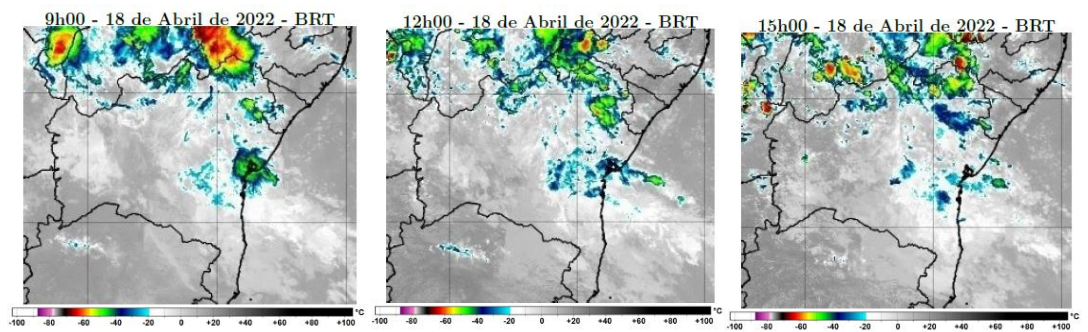 9h00 - 18 de Abril de 2022 - BRT
-100 -80 -60 -40 -20 0 +20 +40 +60 +80 +100 °C
12h00 - 18 de Abril de 2022 - BRT
-100 -80 -60 -40 -20 0 +20 +40 +60 +80 +100 °C
15h00 - 18 de Abril de 2022 - BRT
-100 -80 -60 -40 -20 0 +20 +40 +60 +80 +100 °C